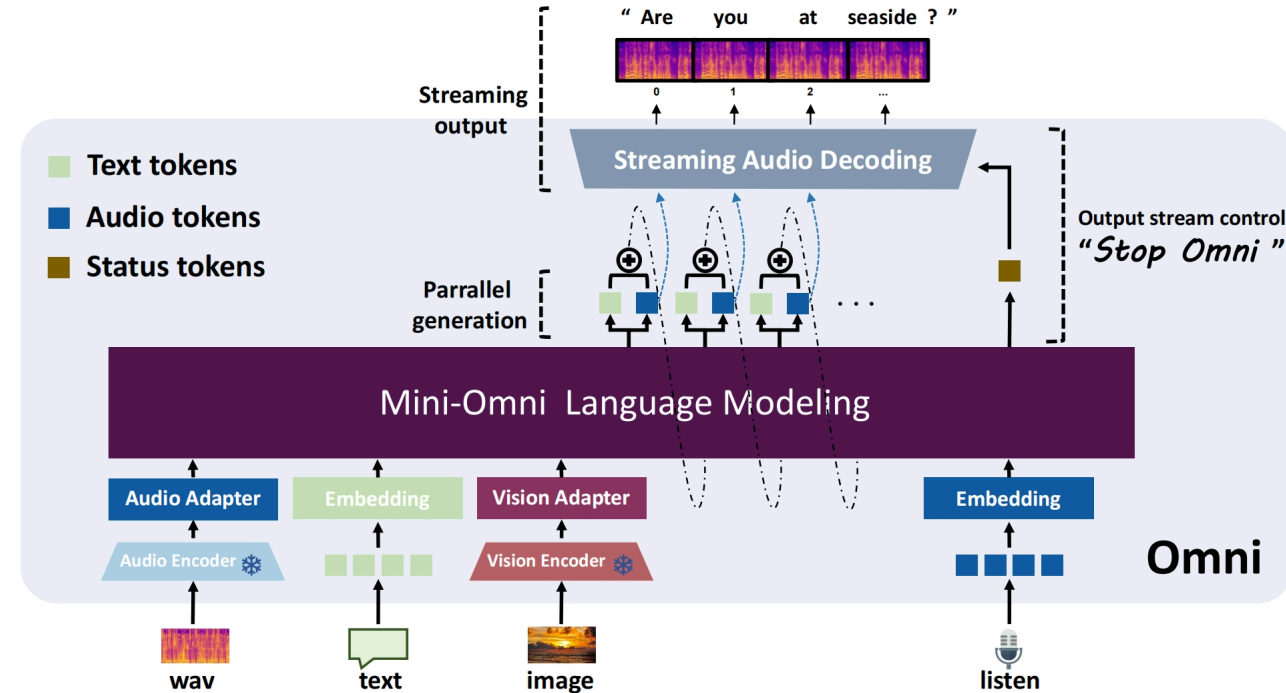 “ Are you at seaside ? ”
0 1 2 ...
Streaming
output
Streaming Audio Decoding
Text tokens
Audio tokens
Status tokens
Output stream control
“Stop Omni ”
Parrallel
generation
. . .
Mini-Omni Language Modeling
Audio Adapter
Embedding
Vision Adapter
Embedding
Audio Encoder
Vision Encoder
Omni
wav
text
image
listen